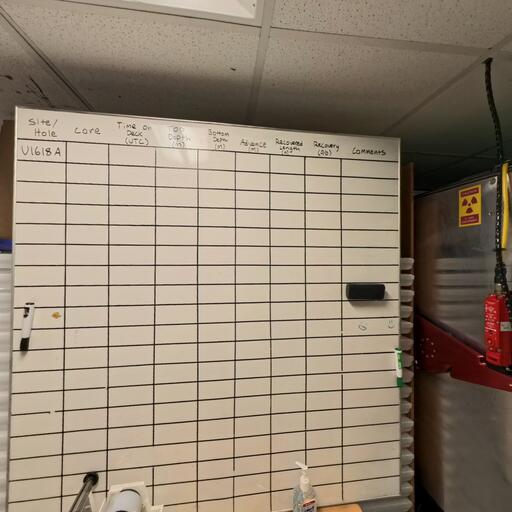 Site/ Hole
Core
Time on Deck (UTC)
Top Depth (m)
Bottom Depth (m)
Advance (m)
Recovered Length (m)
Recovery (%)
Comments
U1618A